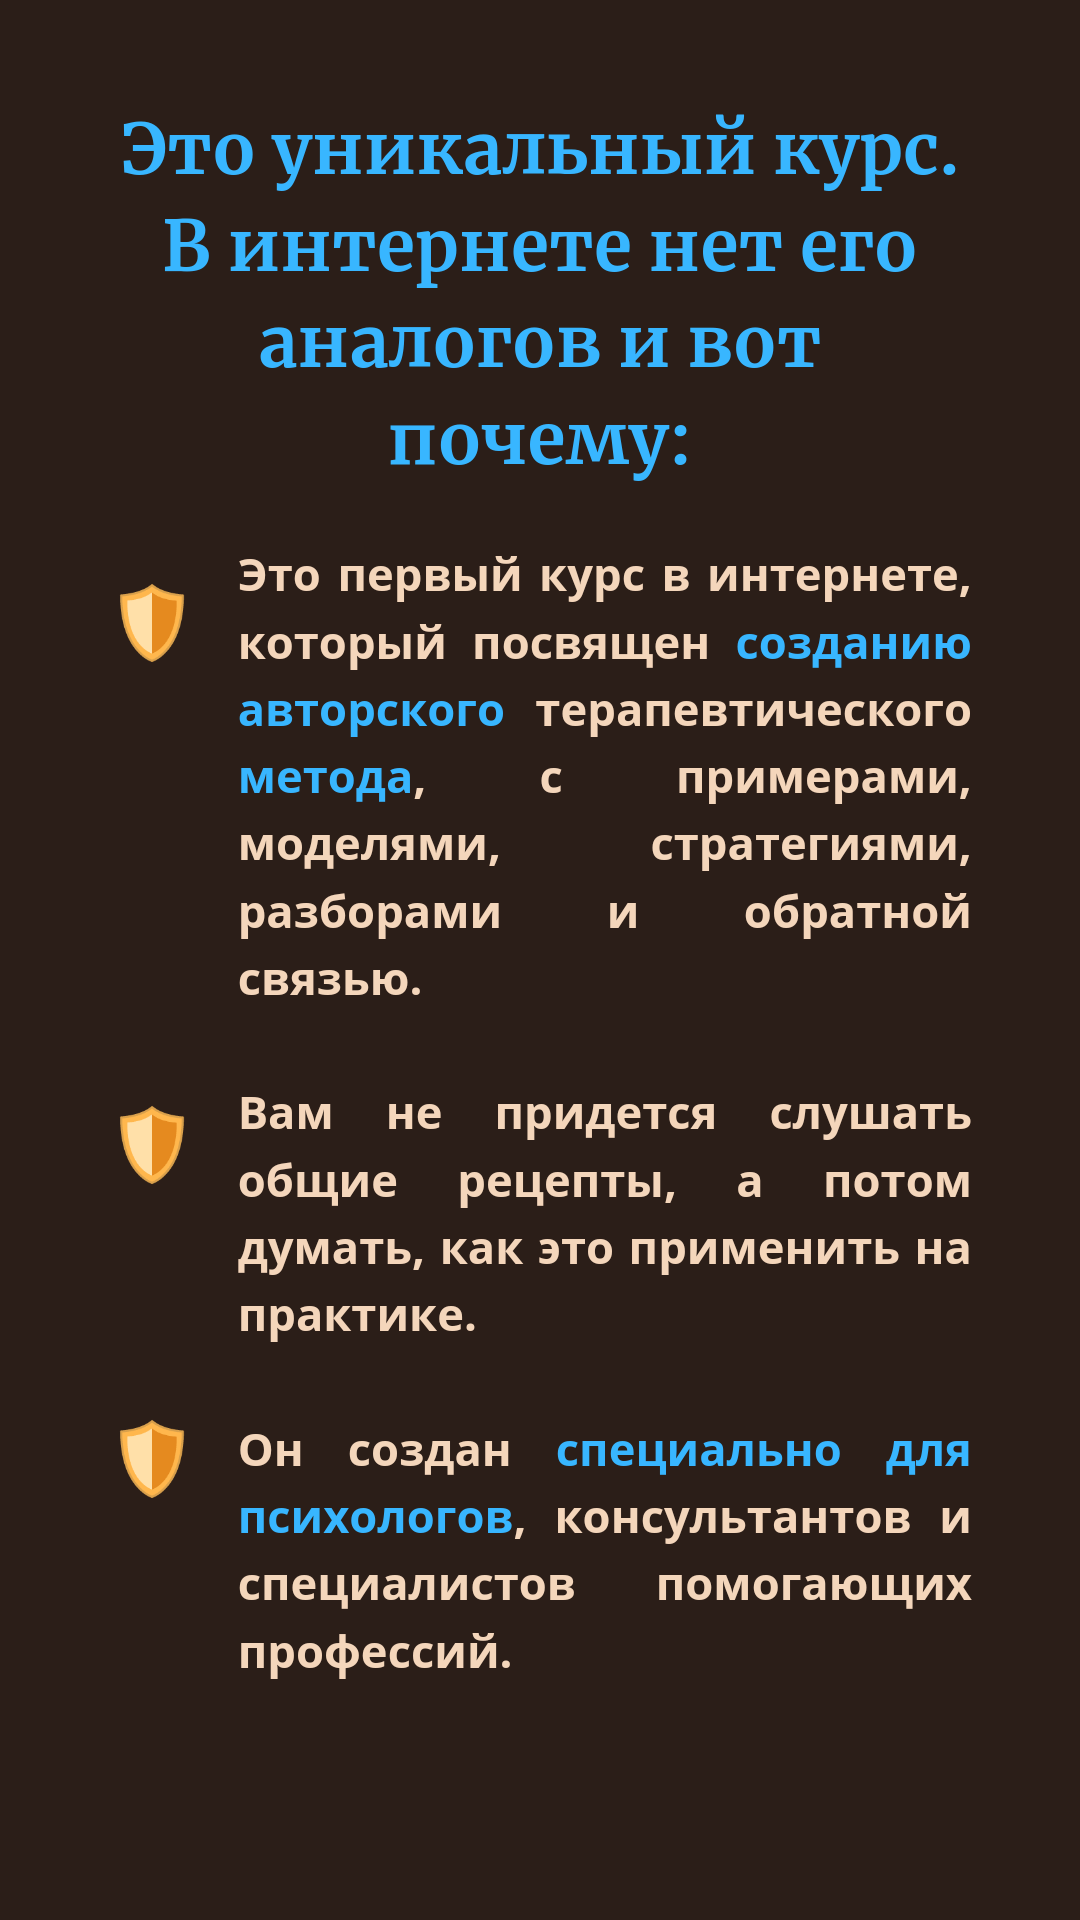 Это уникальный курс.
В интернете нет его
аналогов и вот
почему:
Это первый курс в интернете,
который посвящен созданию
авторского терапевтического
метода, с примерами,
моделями, стратегиями,
разборами и обратной
связью.
Вам не придется слушать
общие рецепты, а потом
думать, как это применить на
практике.
Он создан специально для
психологов, консультантов и
специалистов помогающих
профессий.